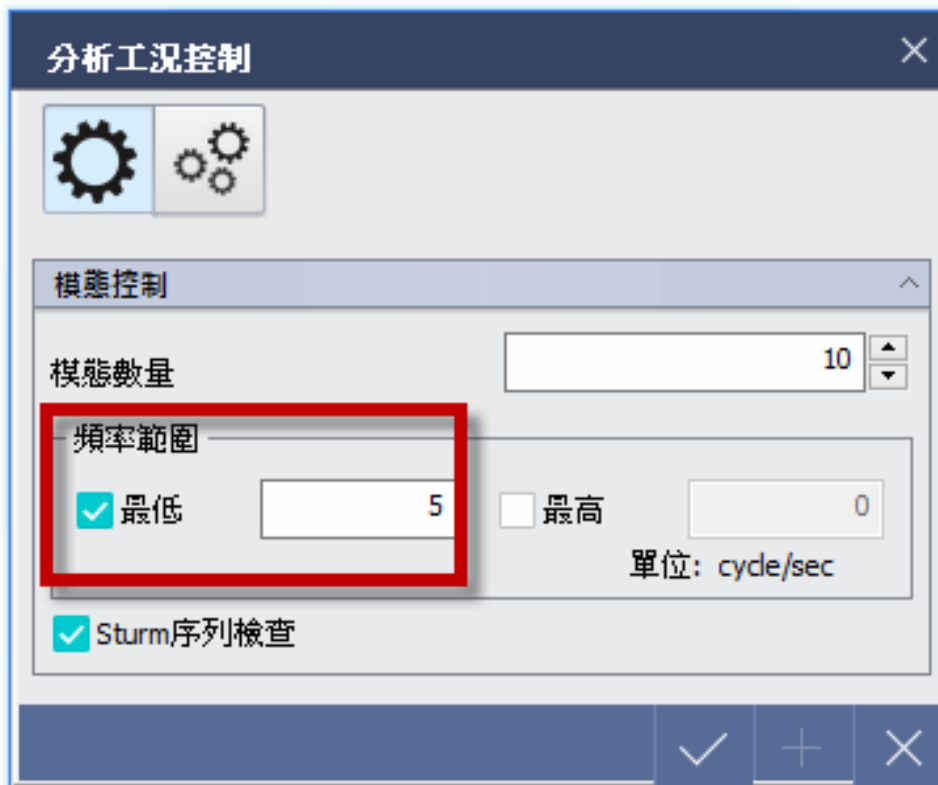 分析工況控制
模態控制
模態數量 10
頻率範圍
最低 5 最高 0
單位: cycle/sec
Sturm序列檢查